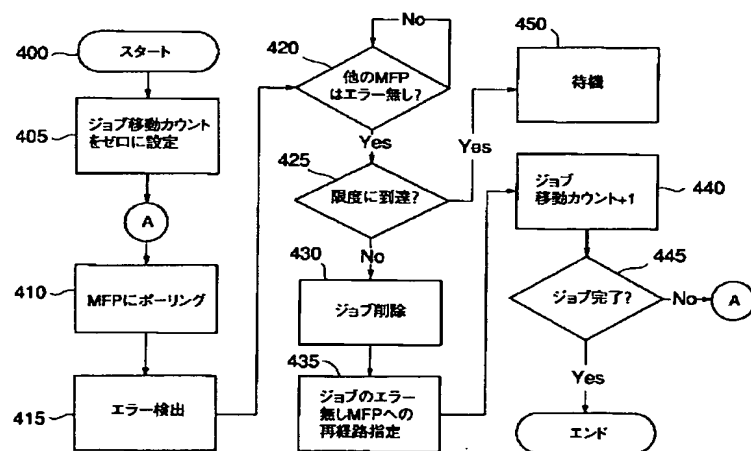 400
スタート
405
ジョブ移動カウント
をゼロに設定
A
410
MFPにポーリング
415
エラー検出
No
420
他のMFP
はエラー無し?
Yes
425
限度に到達?
Yes
No
430
ジョブ削除
435
ジョブのエラー
無しMFPへの
再経路指定
450
待機
ジョブ
移動カウント+1
440
445
ジョブ完了?
No
A
Yes
エンド